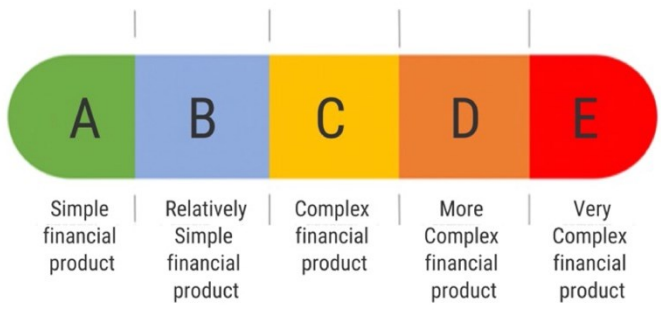 A
B
C
D
E
Simple
financial
product
Relatively
Simple
financial
product
Complex
financial
product
More
Complex
financial
product
Very
Complex
financial
product